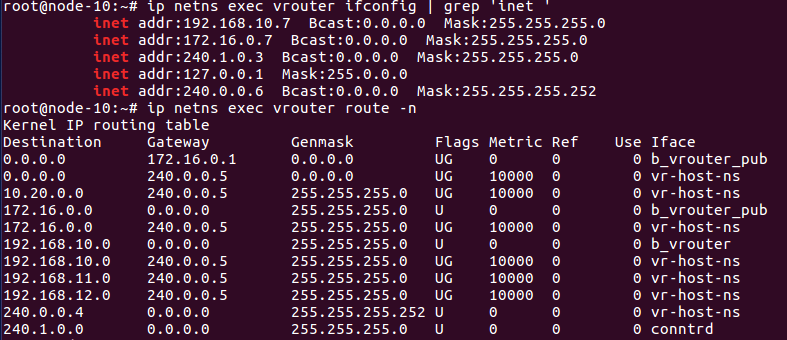 root@node-10:~# ip netns exec vrouter ifconfig | grep 'inet '
          inet addr:192.168.10.7  Bcast:0.0.0.0  Mask:255.255.255.0
          inet addr:172.16.0.7  Bcast:0.0.0.0  Mask:255.255.255.0
          inet addr:240.1.0.3  Bcast:0.0.0.0  Mask:255.255.255.0
          inet addr:127.0.0.1  Mask:255.0.0.0
          inet addr:240.0.0.6  Bcast:0.0.0.0  Mask:255.255.255.252
root@node-10:~# ip netns exec vrouter route -n
Kernel IP routing table
Destination     Gateway         Genmask         Flags Metric Ref    Use Iface
0.0.0.0         172.16.0.1      0.0.0.0         UG    0      0        0 b_vrouter_pub
0.0.0.0         240.0.0.5       0.0.0.0         UG    10000  0        0 vr-host-ns
10.20.0.0       240.0.0.5       255.255.255.0   UG    10000  0        0 vr-host-ns
172.16.0.0      0.0.0.0         255.255.255.0   U     0      0        0 b_vrouter_pub
172.16.0.0      240.0.0.5       255.255.255.0   UG    10000  0        0 vr-host-ns
192.168.10.0    0.0.0.0         255.255.255.0   U     0      0        0 b_vrouter
192.168.10.0    240.0.0.5       255.255.255.0   UG    10000  0        0 vr-host-ns
192.168.11.0    240.0.0.5       255.255.255.0   UG    10000  0        0 vr-host-ns
192.168.12.0    240.0.0.5       255.255.255.0   UG    10000  0        0 vr-host-ns
240.0.0.4       0.0.0.0         255.255.255.252 U     0      0        0 vr-host-ns
240.1.0.0       0.0.0.0         255.255.255.0   U     0      0        0 conntrd